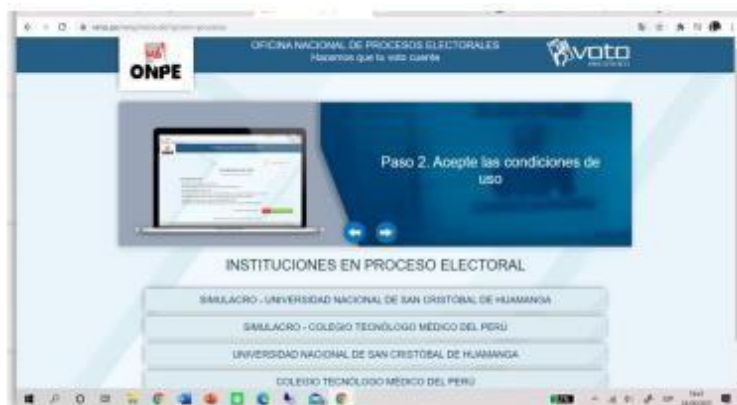 OFICINA NACIONAL DE PROCESOS ELECTORALES
Hacemos que tu voto cuente
ONPE
voto
Paso 2. Acepte las condiciones de
uso
INSTITUCIONES EN PROCESO ELECTORAL
SIMULACRO - UNIVERSIDAD NACIONAL DE SAN CRISTÓBAL DE HUAMANGA
SIMULACRO - COLEGIO TECNÓLOGO MÉDICO DEL PERÚ
UNIVERSIDAD NACIONAL DE SAN CRISTÓBAL DE HUAMANGA
COLEGIO TECNÓLOGO MÉDICO DEL PERÚ